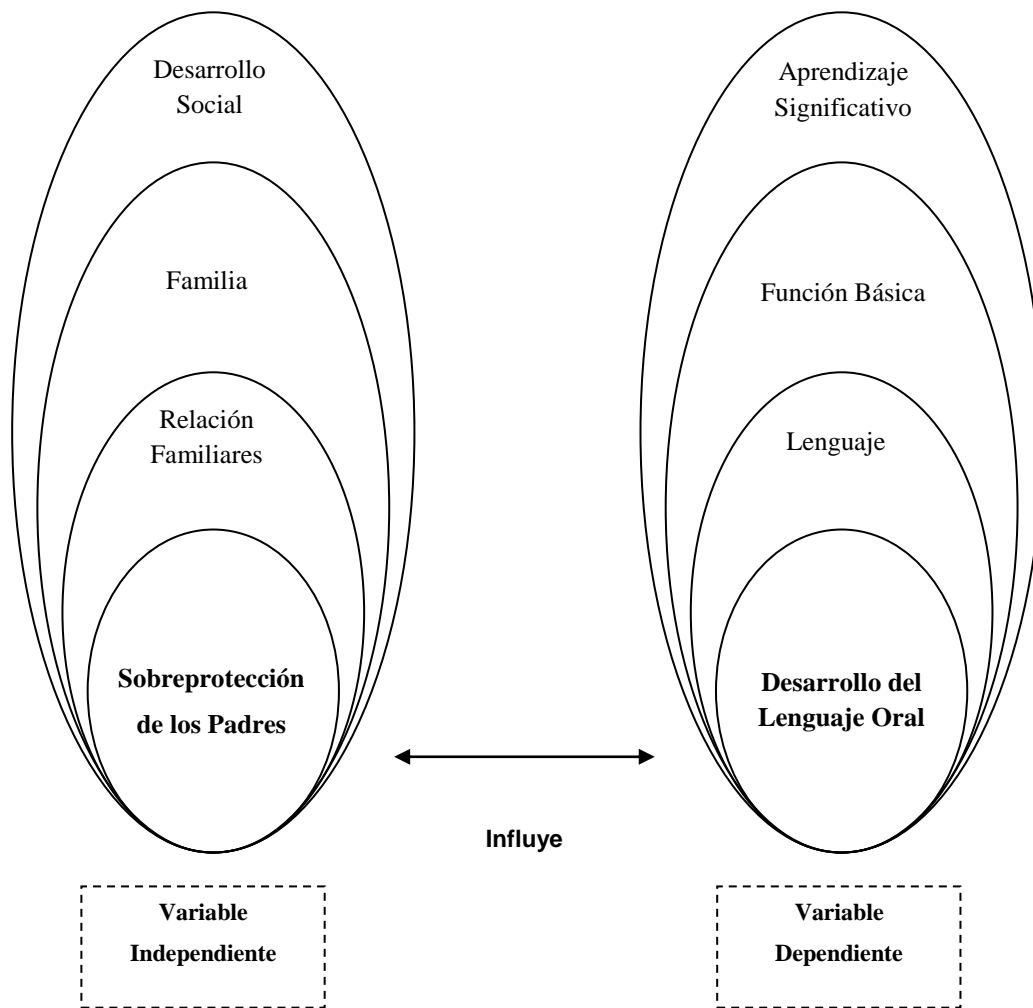 Desarrollo
Social
Familia
Relación
Familiares
Sobreprotección
de los Padres
Aprendizaje
Significativo
Función Básica
Lenguaje
Desarrollo del
Lenguaje Oral
Influye
Variable
Independiente
Variable
Dependiente